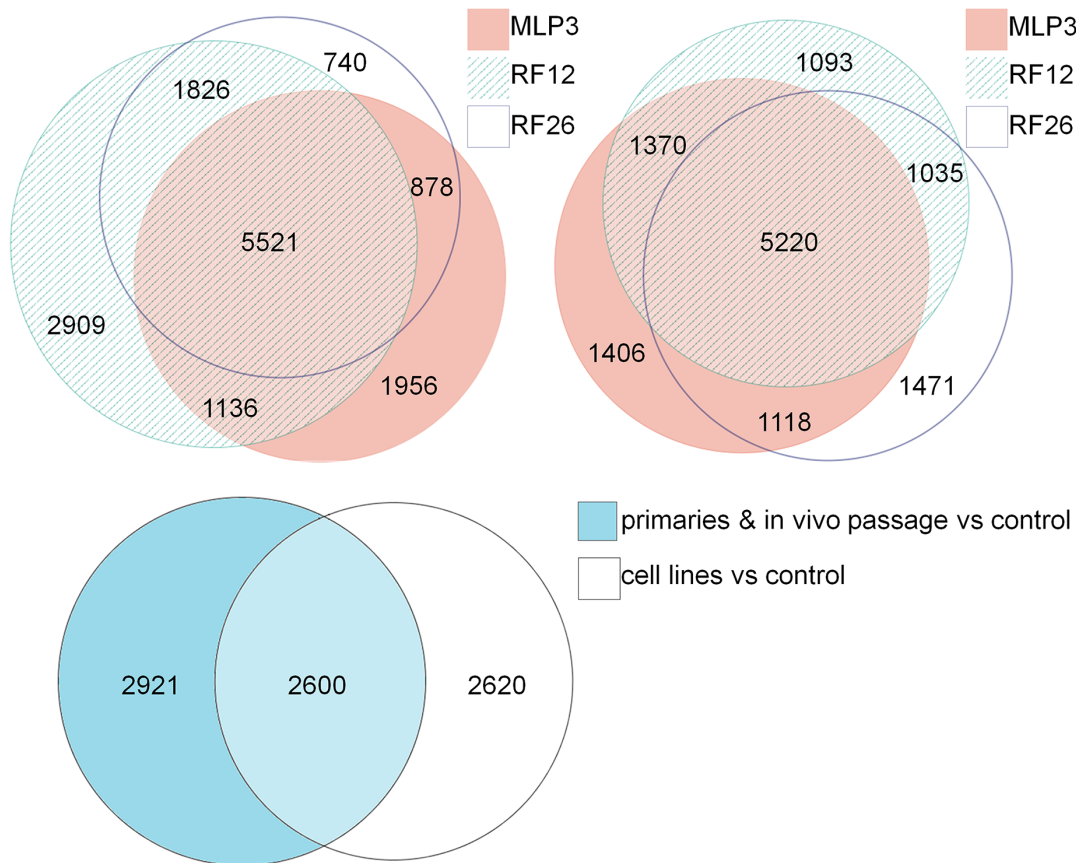 MLP3
RF12
RF26
740
1826
878
5521
2909
1136
1956
MLP3
RF12
RF26
1093
1370
1035
5220
1406
1471
1118
primaries & in vivo passage vs control
cell lines vs control
2921
2600
2620